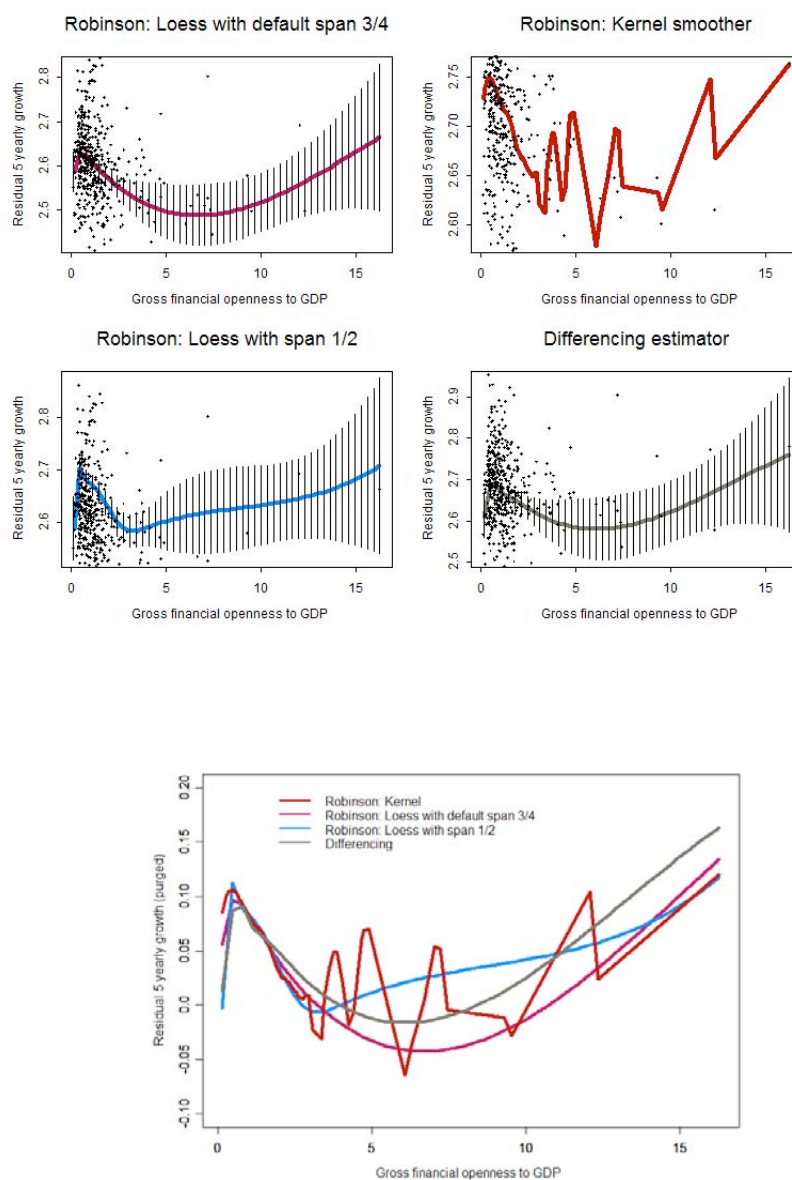 Robinson: Loess with default span 3/4
Residual 5 yearly growth
2.8
2.7
2.6
2.5
0 5 10 15
Gross financial openness to GDP
Robinson: Kernel smoother
Residual 5 yearly growth
2.75
2.70
2.65
2.60
0 5 10 15
Gross financial openness to GDP
Robinson: Loess with span 1/2
Residual 5 yearly growth
2.8
2.7
2.6
0 5 10 15
Gross financial openness to GDP
Differencing estimator
Residual 5 yearly growth
2.9
2.8
2.7
2.6
2.5
0 5 10 15
Gross financial openness to GDP
Robinson: Kernel
Robinson: Loess with default span 3/4
Robinson: Loess with span 1/2
Differencing
Residual 5 yearly growth (purged)
0.20
0.15
0.10
0.05
0.0
-0.05
-0.10
0 5 10 15
Gross financial openness to GDP